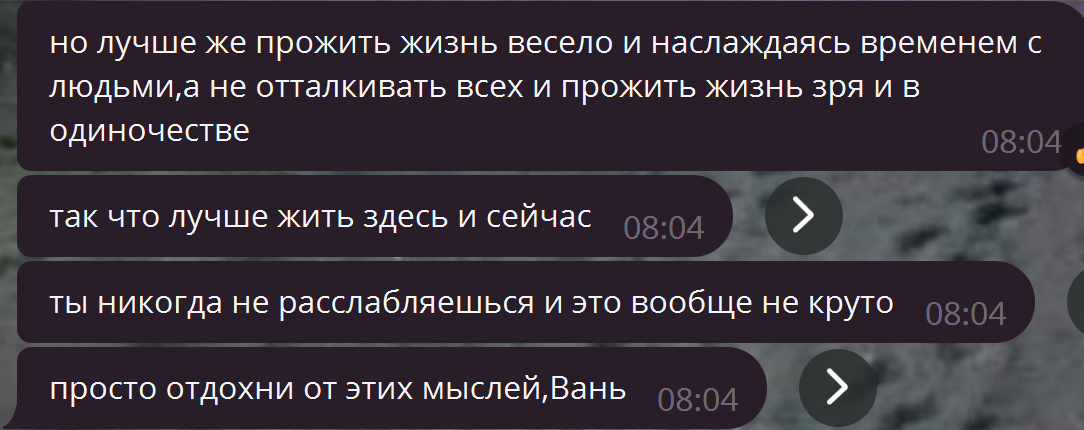 но лучше же прожить жизнь весело и наслаждаясь временем с
людьми,а не отталкивать всех и прожить жизнь зря и в
одиночестве
08:04
так что лучше жить здесь и сейчас 08:04
ты никогда не расслабляешься и это вообще не круто 08:04
просто отдохни от этих мыслей,Вань 08:04